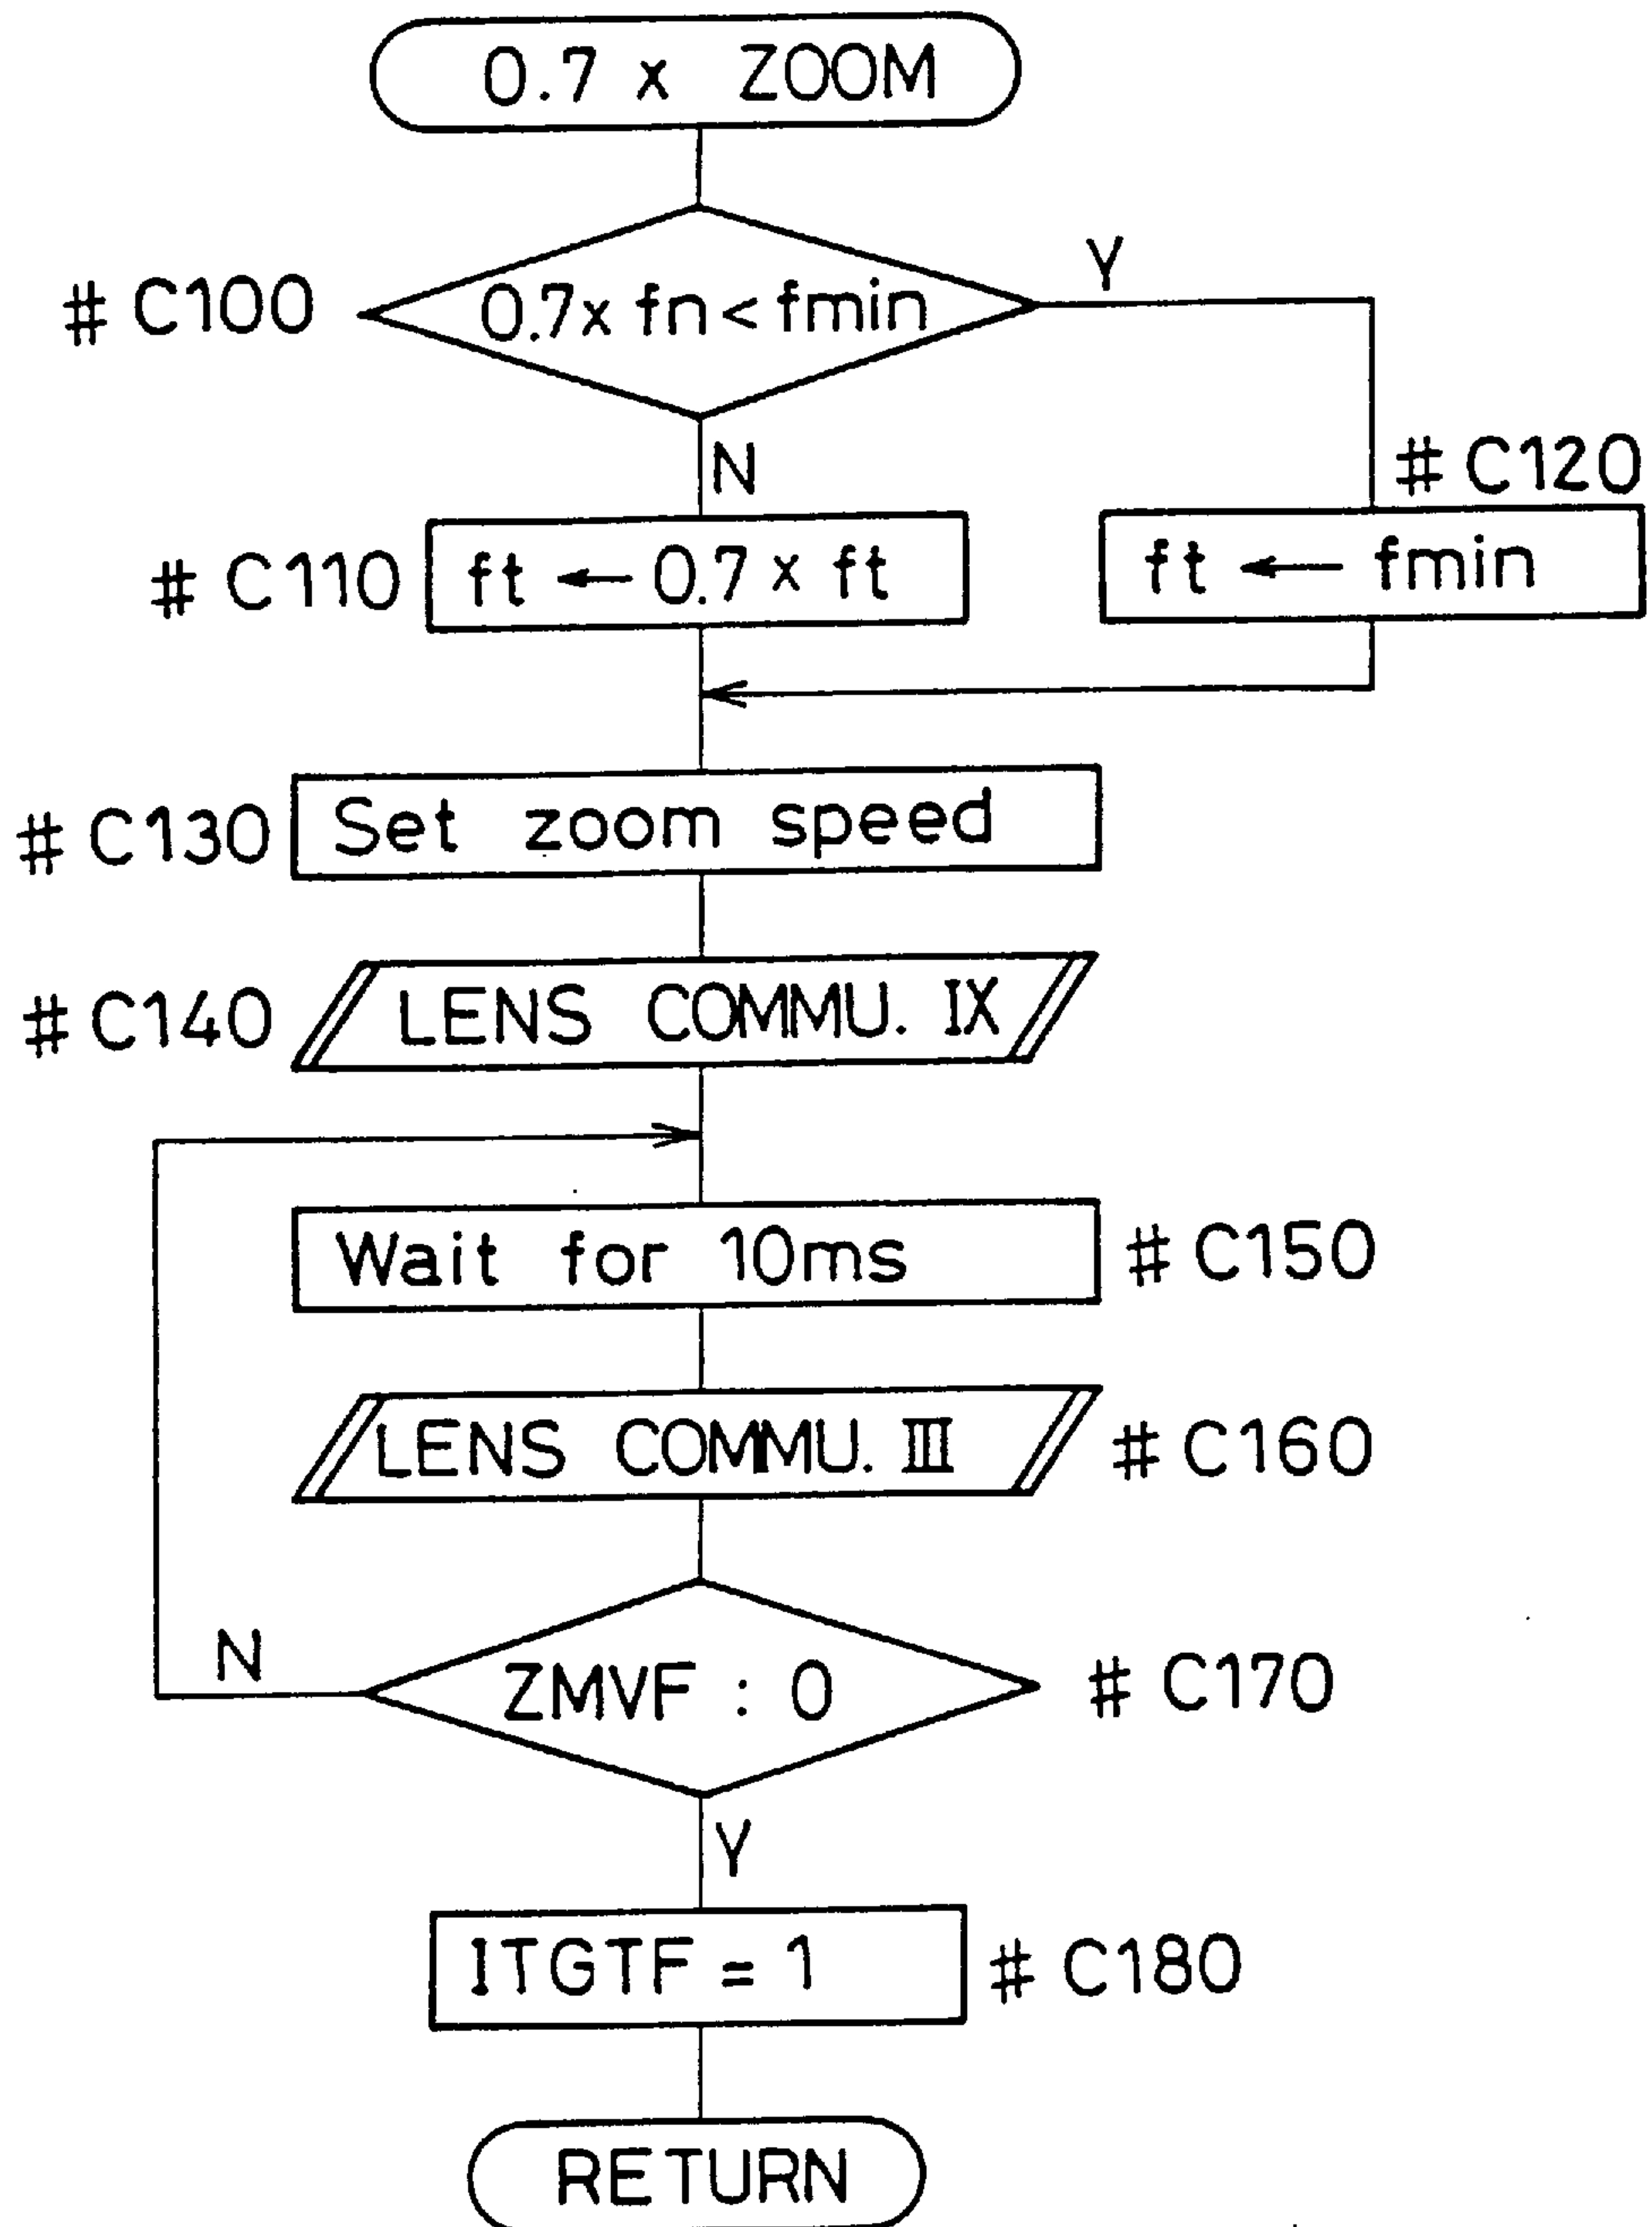 0.7 x ZOOM
Y
# C100
0.7x fn < fmin
N
# C120
# C110
ft ← 0.7 x ft
ft ← fmin
# C130
Set zoom speed
# C140
LENS COMMU. IX
Wait for 10ms
# C150
LENS COMMU. III
# C160
N
ZMVF : 0
# C170
Y
ITGTF = 1
# C180
RETURN